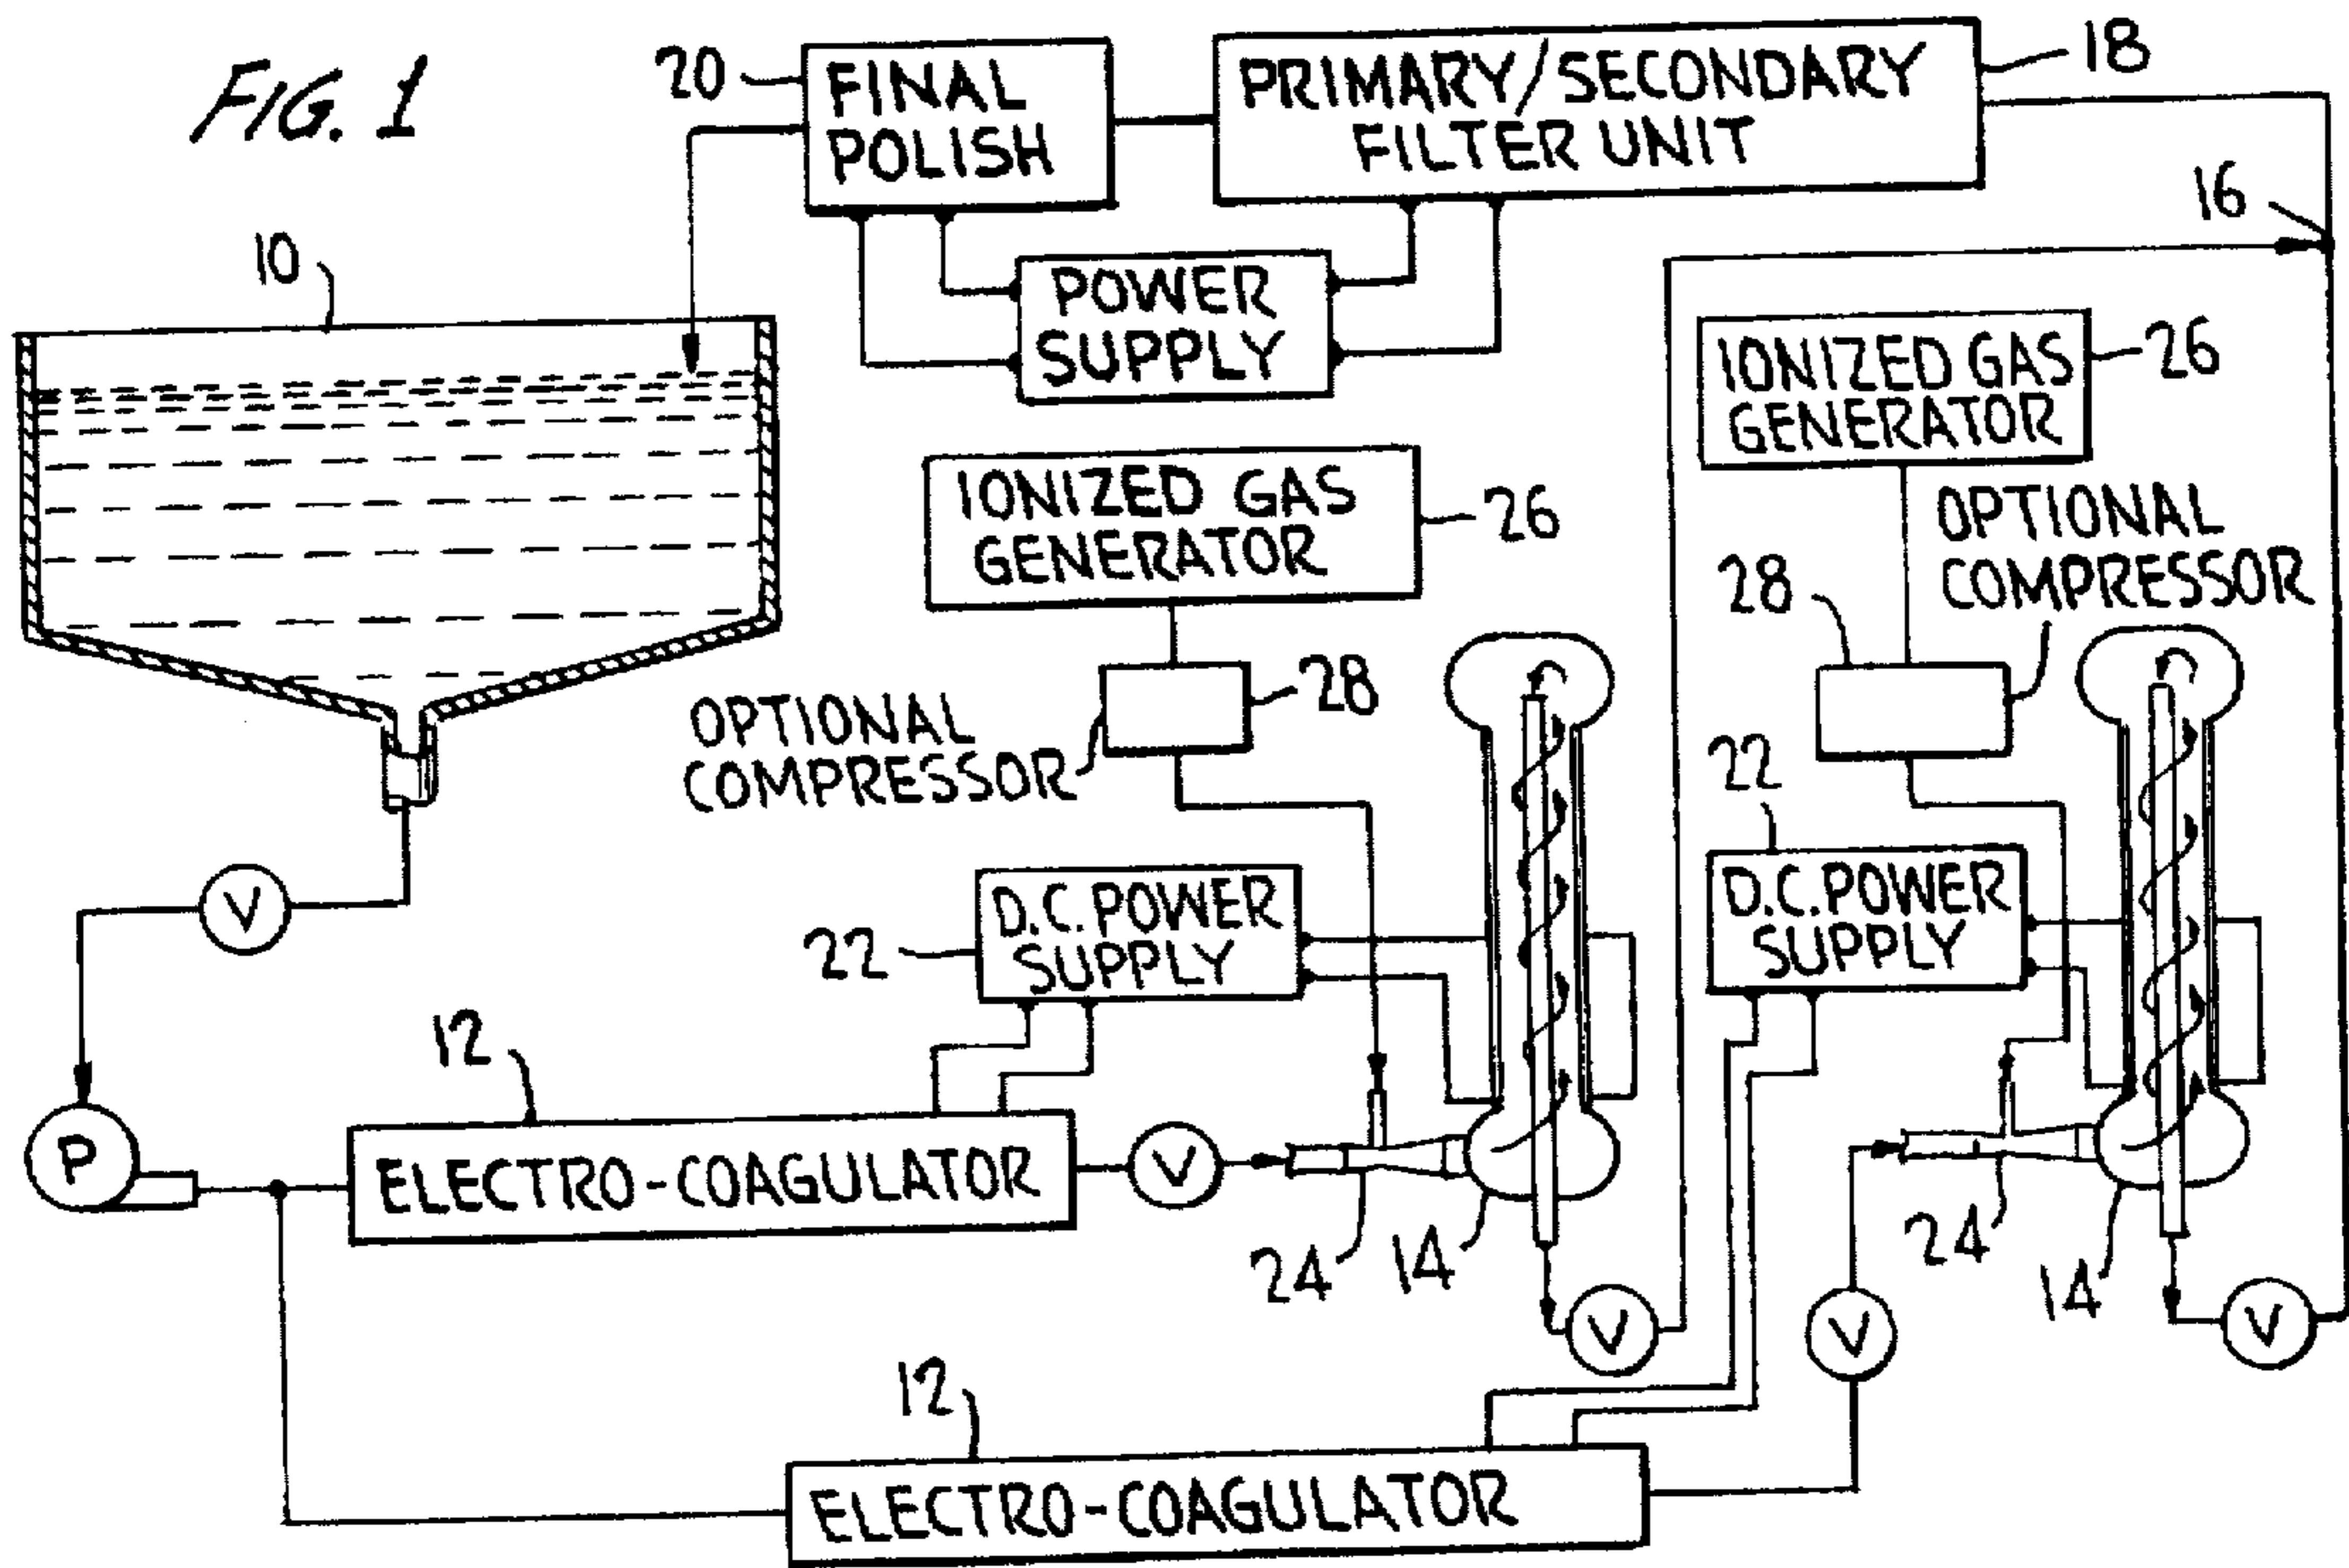 FIG. 1
20
FINAL
POLISH
PRIMARY/SECONDARY
FILTER UNIT
18
16
10
POWER
SUPPLY
IONIZED GAS
GENERATOR
26
IONIZED GAS
GENERATOR
26
OPTIONAL
COMPRESSOR
28
OPTIONAL
COMPRESSOR
28
22
D.C. POWER
SUPPLY
22
D.C. POWER
SUPPLY
V
12
P
ELECTRO-COAGULATOR
V
24
14
24
14
V
V
V
12
ELECTRO-COAGULATOR